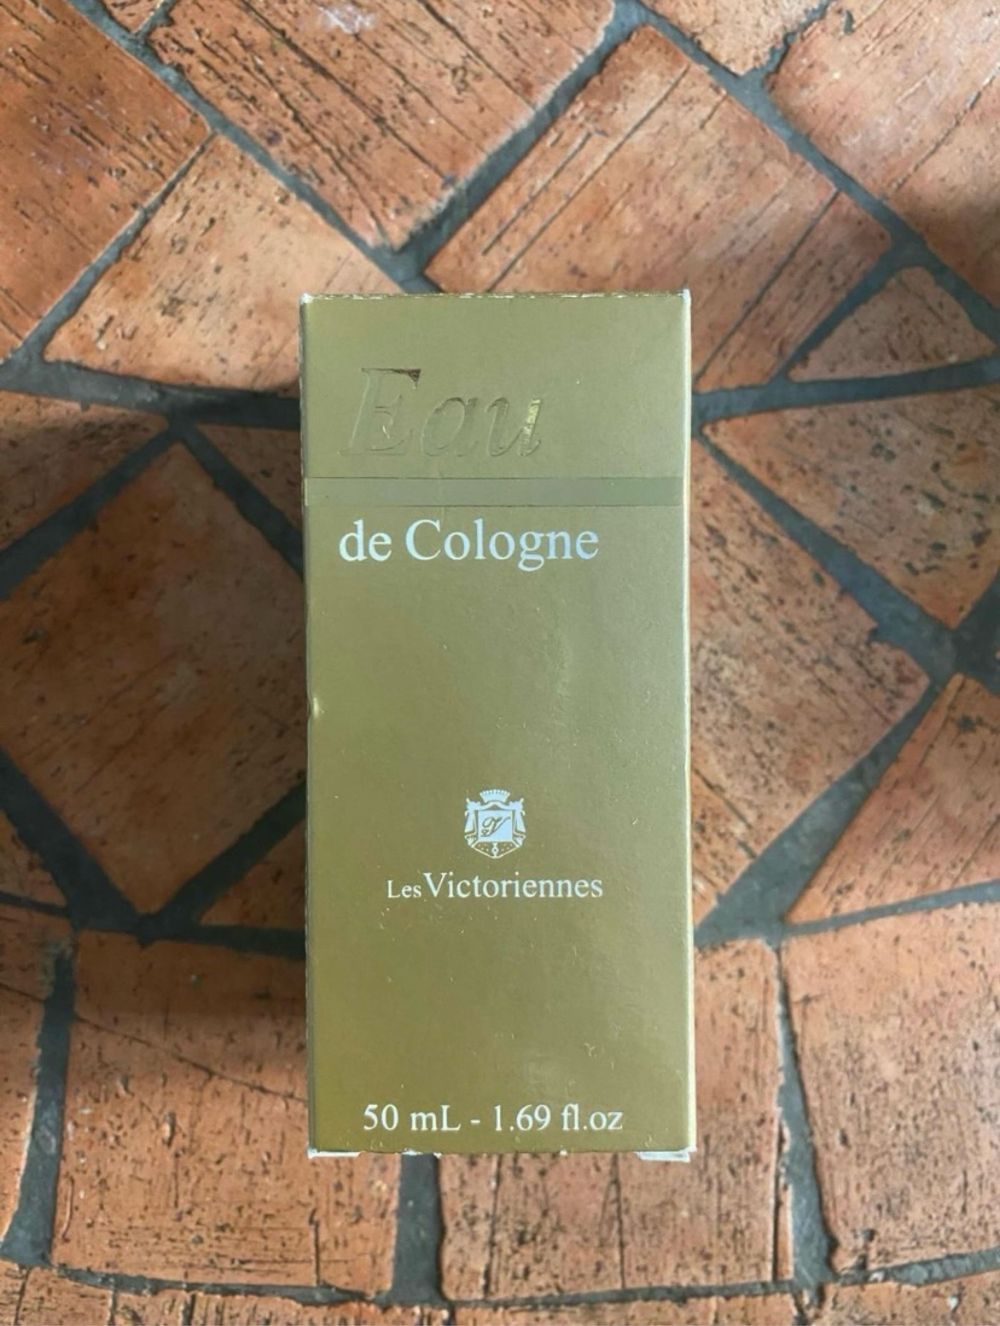 Eau
de Cologne
V
Les Victoriennes
50 mL - 1.69 fl.oz